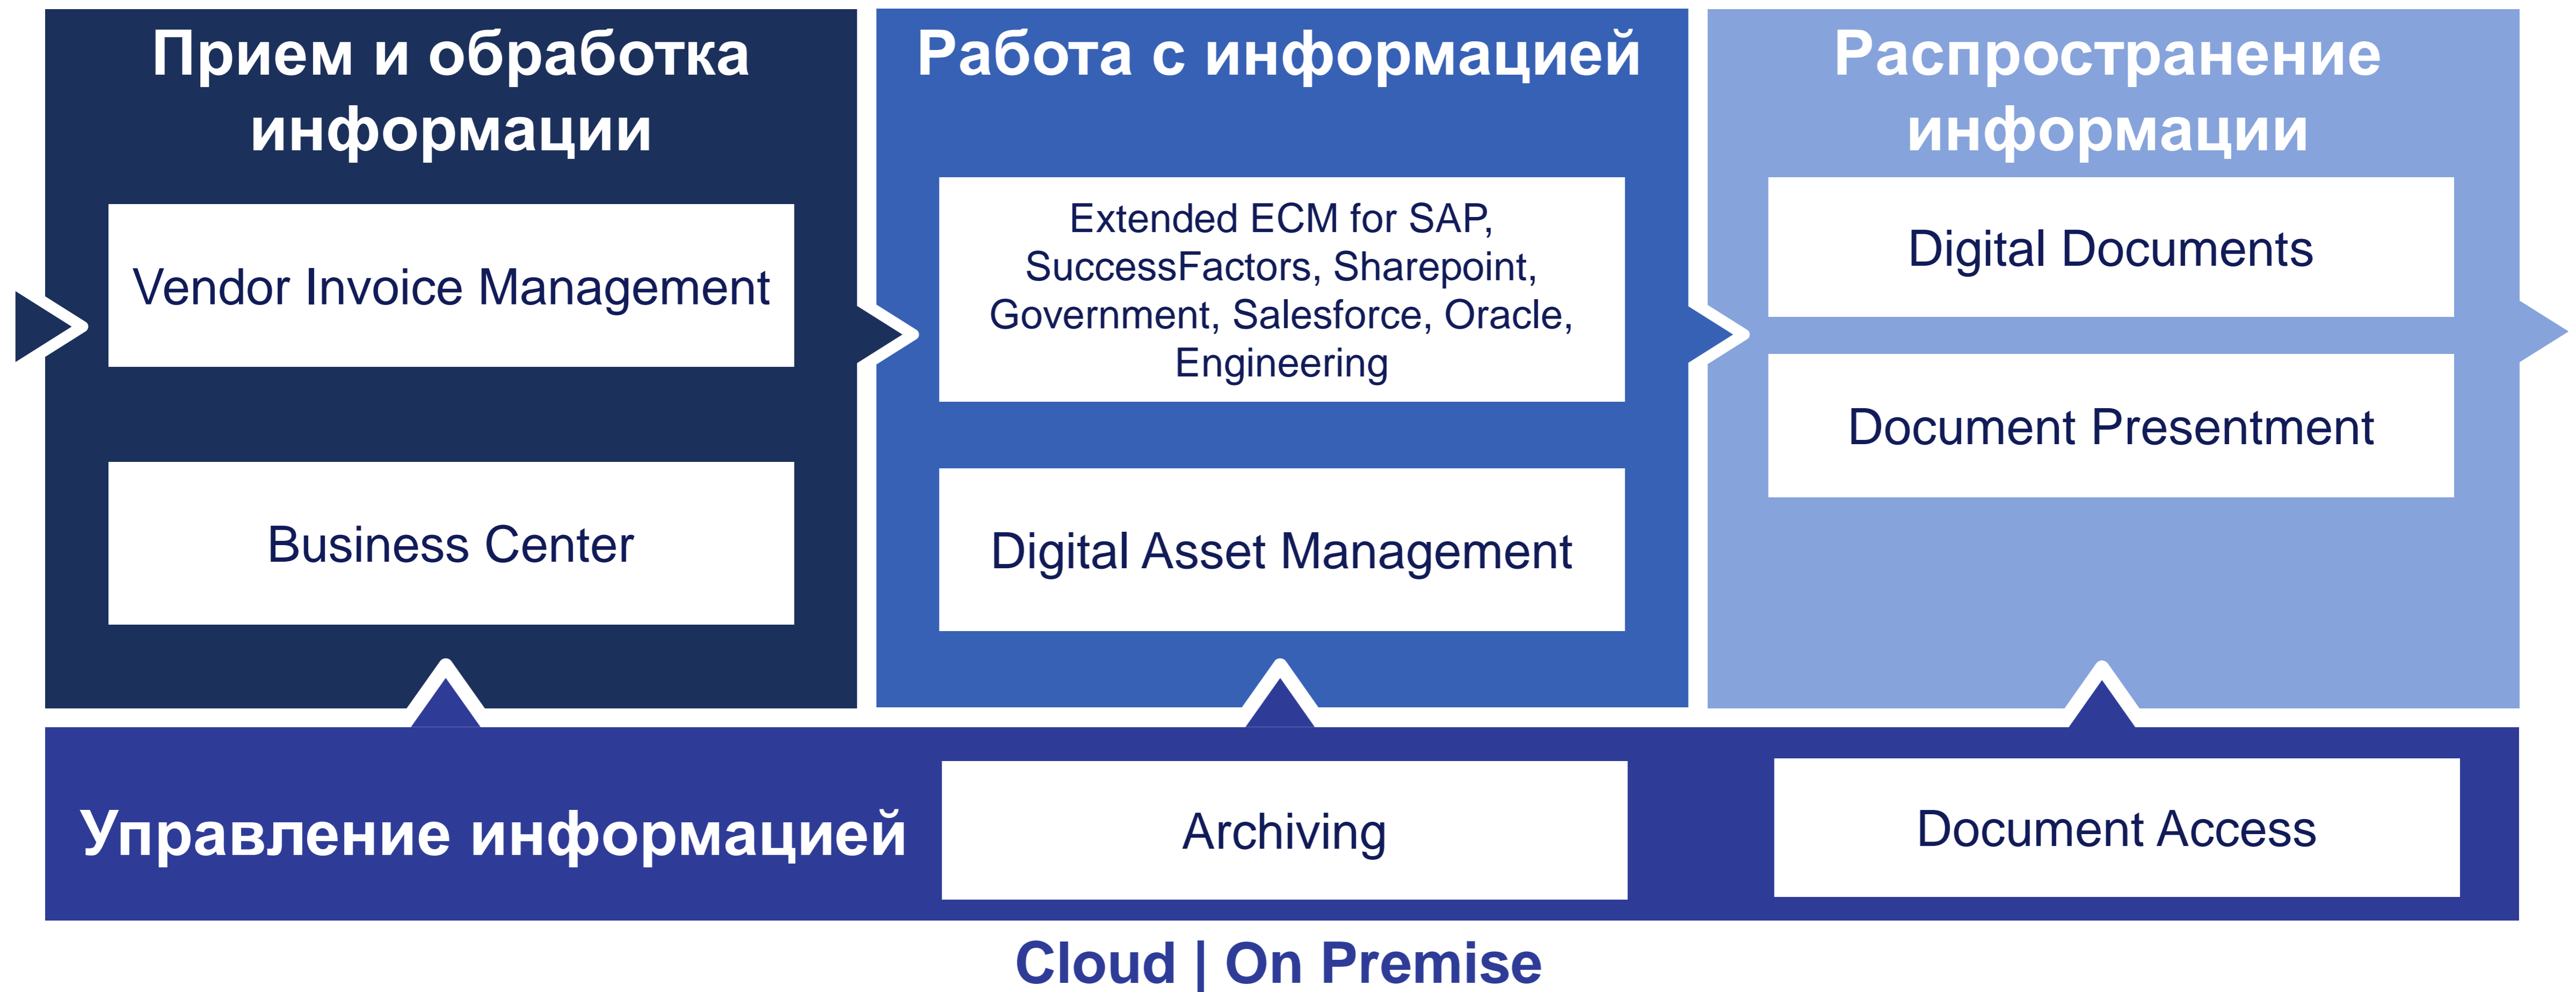 Прием и обработка
информации
Vendor Invoice Management
Business Center
Работа с информацией
Extended ECM for SAP,
SuccessFactors, Sharepoint,
Government, Salesforce, Oracle,
Engineering
Digital Asset Management
Распространение
информации
Digital Documents
Document Presentment
Управление информацией
Archiving
Document Access
Cloud | On Premise